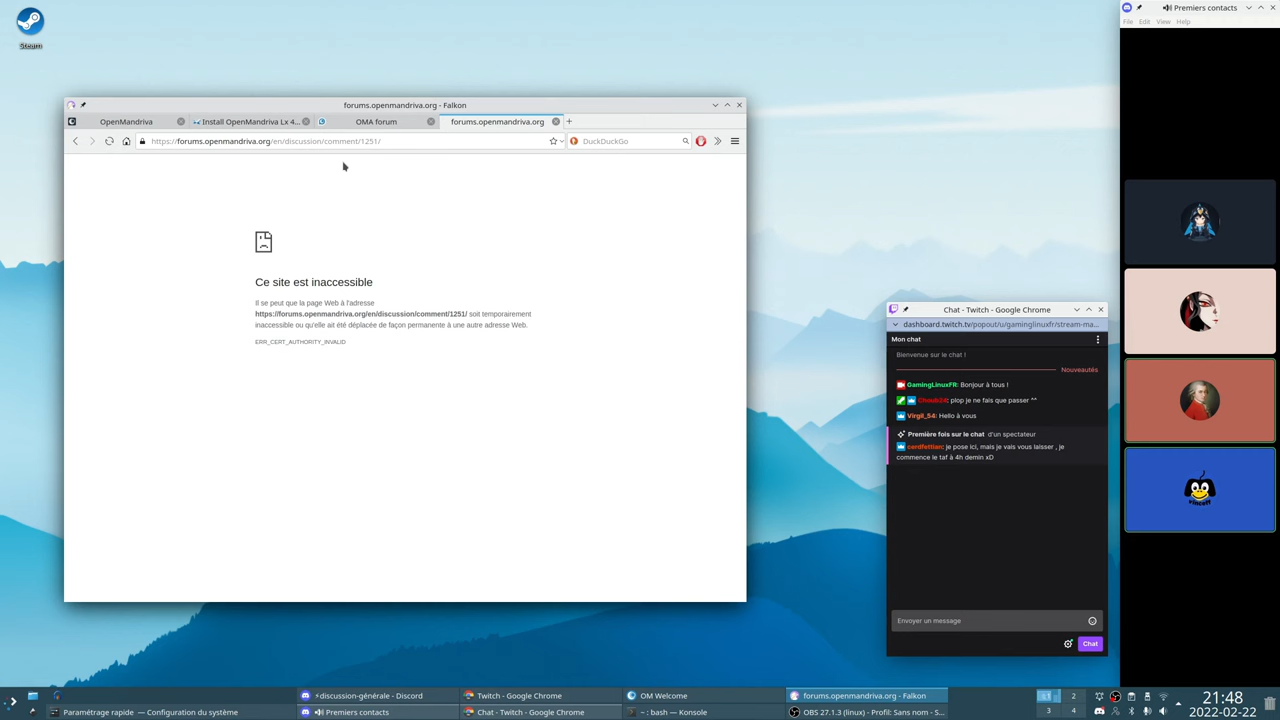 Steam
Premiers contacts
File Edit View Help
forums.openmandriva.org - Falkon
OpenMandriva
Install OpenMandriva Lx 4...
OMA forum
forums.openmandriva.org
https://forums.openmandriva.org/en/discussion/comment/1251/
DuckDuckGo
Ce site est inaccessible
Il se peut que la page Web à l'adresse
https://forums.openmandriva.org/en/discussion/comment/1251/ soit temporairement
inaccessible ou qu'elle ait été déplacée de façon permanente à une autre adresse Web.
ERR_CERT_AUTHORITY_INVALID
Chat - Twitch - Google Chrome
dashboard.twitch.tv/popout/u/gaminglinuxfr/stream-ma...
Mon chat
Bienvenue sur le chat !
Nouveautés
GamingLinuxFR: Bonjour à tous !
Choub24: plop je ne fais que passer ^^
Virgil_54: Hello à vous
Première fois sur le chat d'un spectateur
cerdfettian: je pose ici, mais je vais vous laisser , je
commence le taf à 4h demin xD
Envoyer un message
Chat
vincefr
⚡discussion-générale - Discord
Twitch - Google Chrome
OM Welcome
forums.openmandriva.org - Falkon
Paramétrage rapide — Configuration du système
Premiers contacts
Chat - Twitch - Google Chrome
~ : bash — Konsole
OBS 27.1.3 (linux) - Profil: Sans nom - S...
2
3 4
21:48
2022-02-22